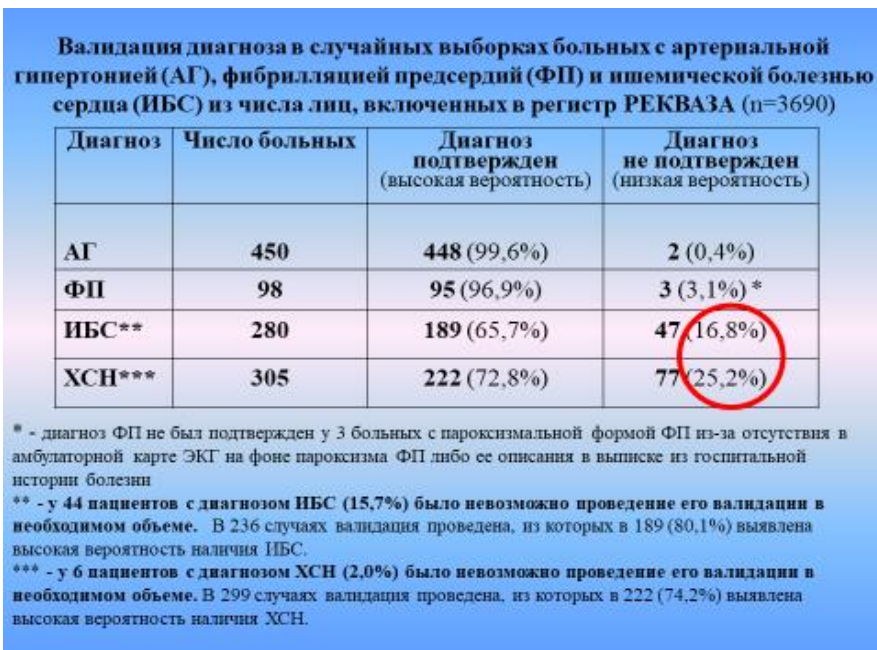 Валидация диагноза в случайных выборках больных с артериальной
гипертонией (АГ), фибрилляцией предсердий (ФП) и ишемической болезнью
сердца (ИБС) из числа лиц, включенных в регистр РЕКВАЗА (n=3690)
Диагноз Число больных Диагноз подтвержден (высокая вероятность) Диагноз не подтвержден (низкая вероятность)
АГ 450 448 (99,6%) 2 (0,4%)
ФП 98 95 (96,9%) 3 (3,1%) *
ИБС** 280 189 (65,7%) 47 (16,8%)
ХСН*** 305 222 (72,8%) 77 (25,2%)
* - диагноз ФП не был подтвержден у 3 больных с пароксизмальной формой ФП из-за отсутствия в
амбулаторной карте ЭКГ на фоне пароксизма ФП либо ее описания в выписке из госпитальной
истории болезни
** - у 44 пациентов с диагнозом ИБС (15,7%) было невозможно проведение его валидации в
необходимом объеме. В 236 случаях валидация проведена, из которых в 189 (80,1%) выявлена
высокая вероятность наличия ИБС.
*** - у 6 пациентов с диагнозом ХСН (2,0%) было невозможно проведение его валидации в
необходимом объеме. В 299 случаях валидация проведена, из которых в 222 (74,2%) выявлена
высокая вероятность наличия ХСН.